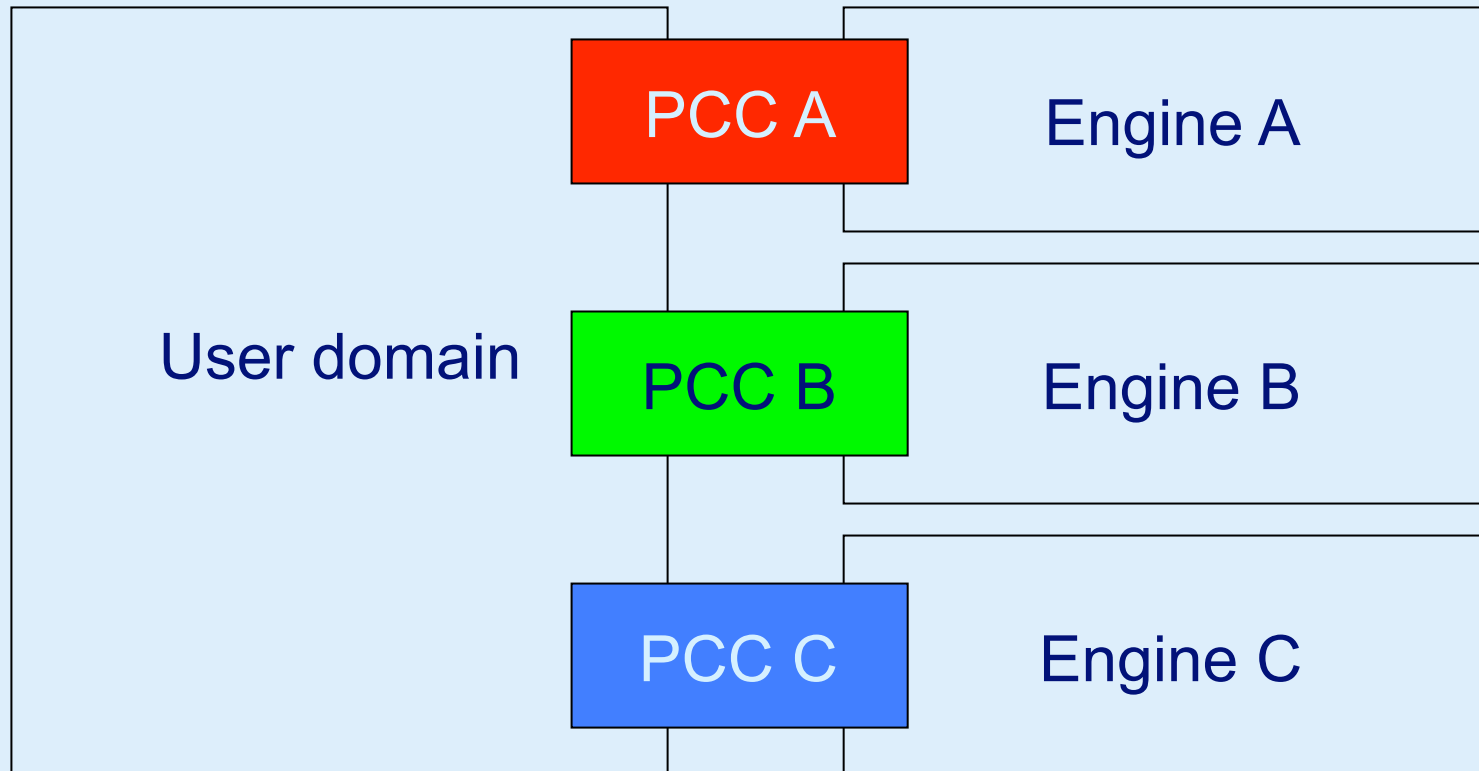 PCC A
Engine A
User domain
PCC B
Engine B
PCC C
Engine C